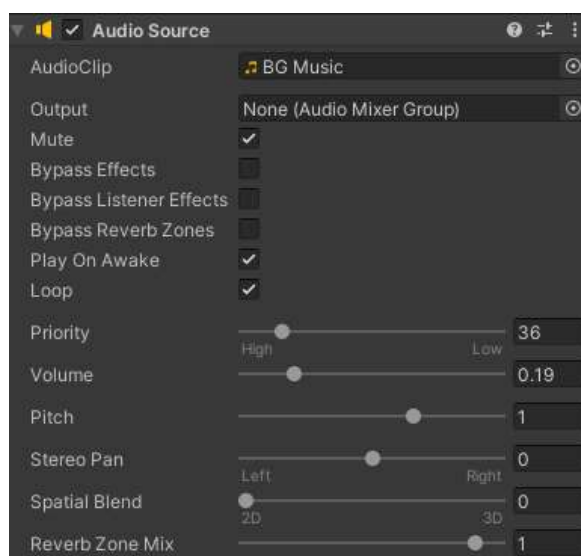 Audio Source
AudioClip BG Music
Output None (Audio Mixer Group)
Mute
Bypass Effects
Bypass Listener Effects
Bypass Reverb Zones
Play On Awake
Loop
Priority 36
High Low
Volume 0.19
Pitch 1
Stereo Pan 0
Left Right
Spatial Blend 0
2D 3D
Reverb Zone Mix 1